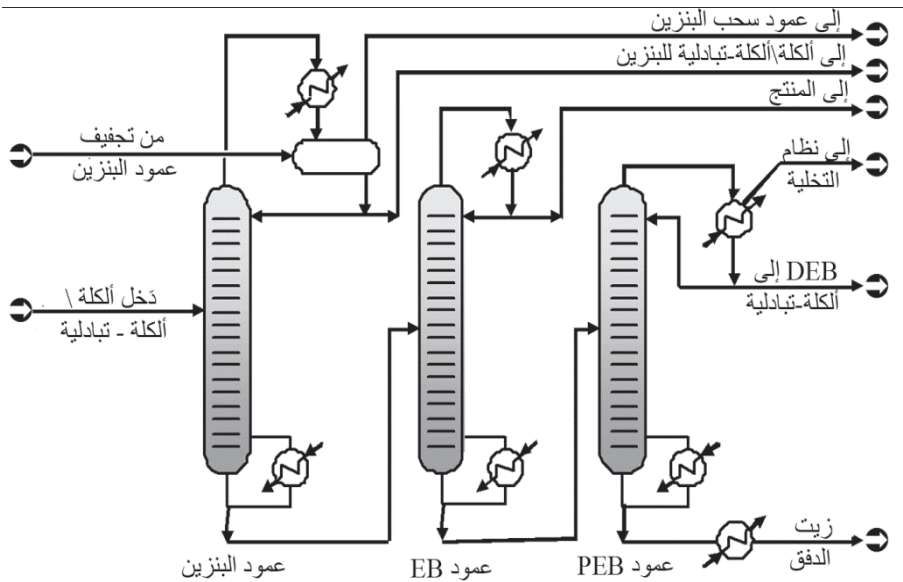 إلى عمود سحب البنزين
إلى ألكلة\ألكلة-تبادلية للبنزين
إلى المنتج
من تجفيف
عمود البنزين
إلى نظام
التخلية
دَخل ألكلة \
ألكلة - تبادلية
DEB إلى
ألكلة-تبادلية
زيت
الدفق
عمود البنزين
عمود EB
عمود PEB